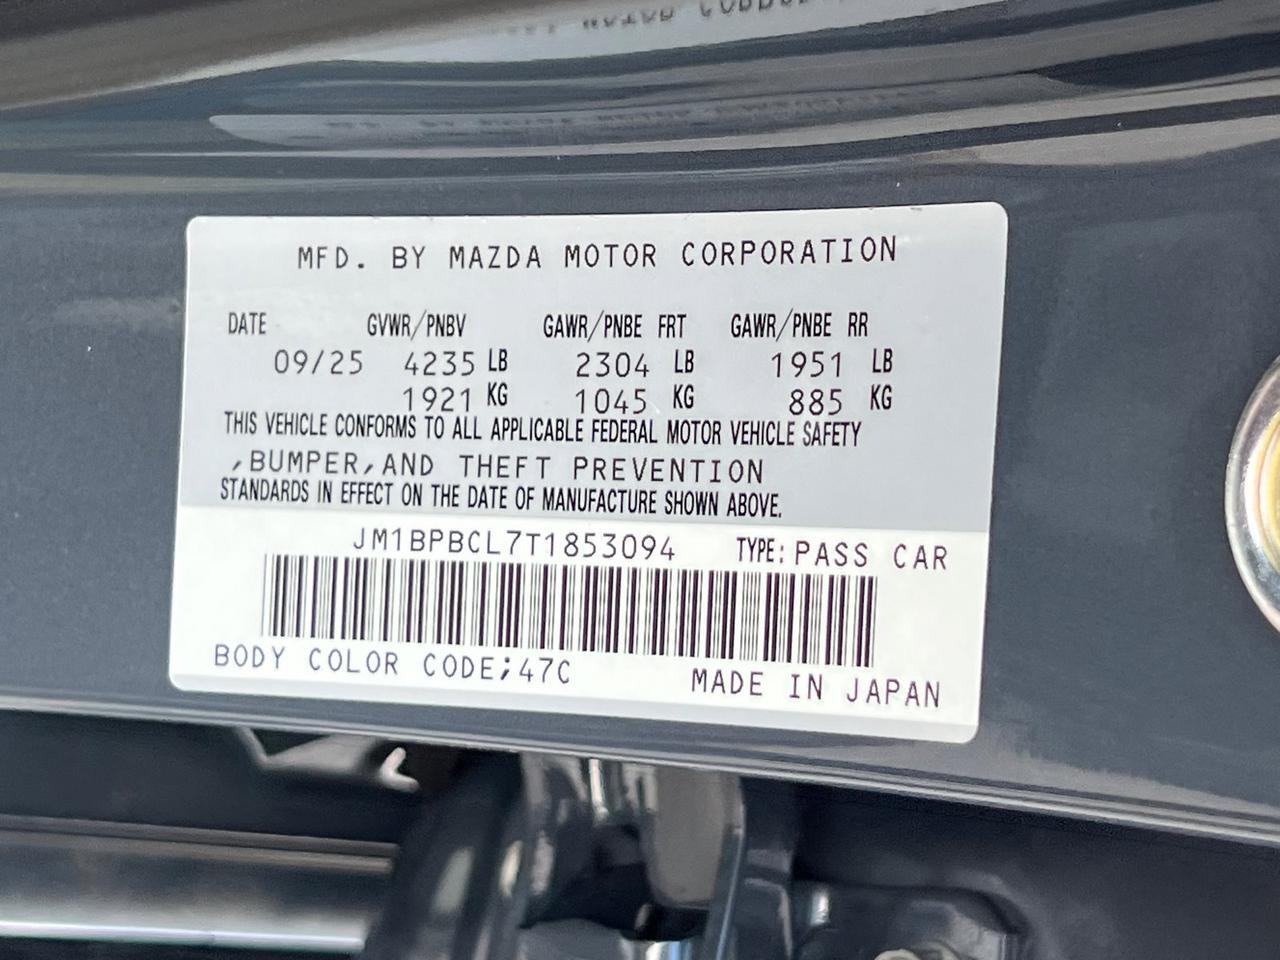 MFD. BY MAZDA MOTOR CORPORATION
DATE GVWR/PNBV GAWR/PNBE FRT GAWR/PNBE RR
09/25 4235 LB 2304 LB 1951 LB
1921 KG 1045 KG 885 KG
THIS VEHICLE CONFORMS TO ALL APPLICABLE FEDERAL MOTOR VEHICLE SAFETY
,BUMPER,AND THEFT PREVENTION
STANDARDS IN EFFECT ON THE DATE OF MANUFACTURE SHOWN ABOVE.
JM1BPBCL7T1853094 TYPE: PASS CAR
BODY COLOR CODE;47C MADE IN JAPAN